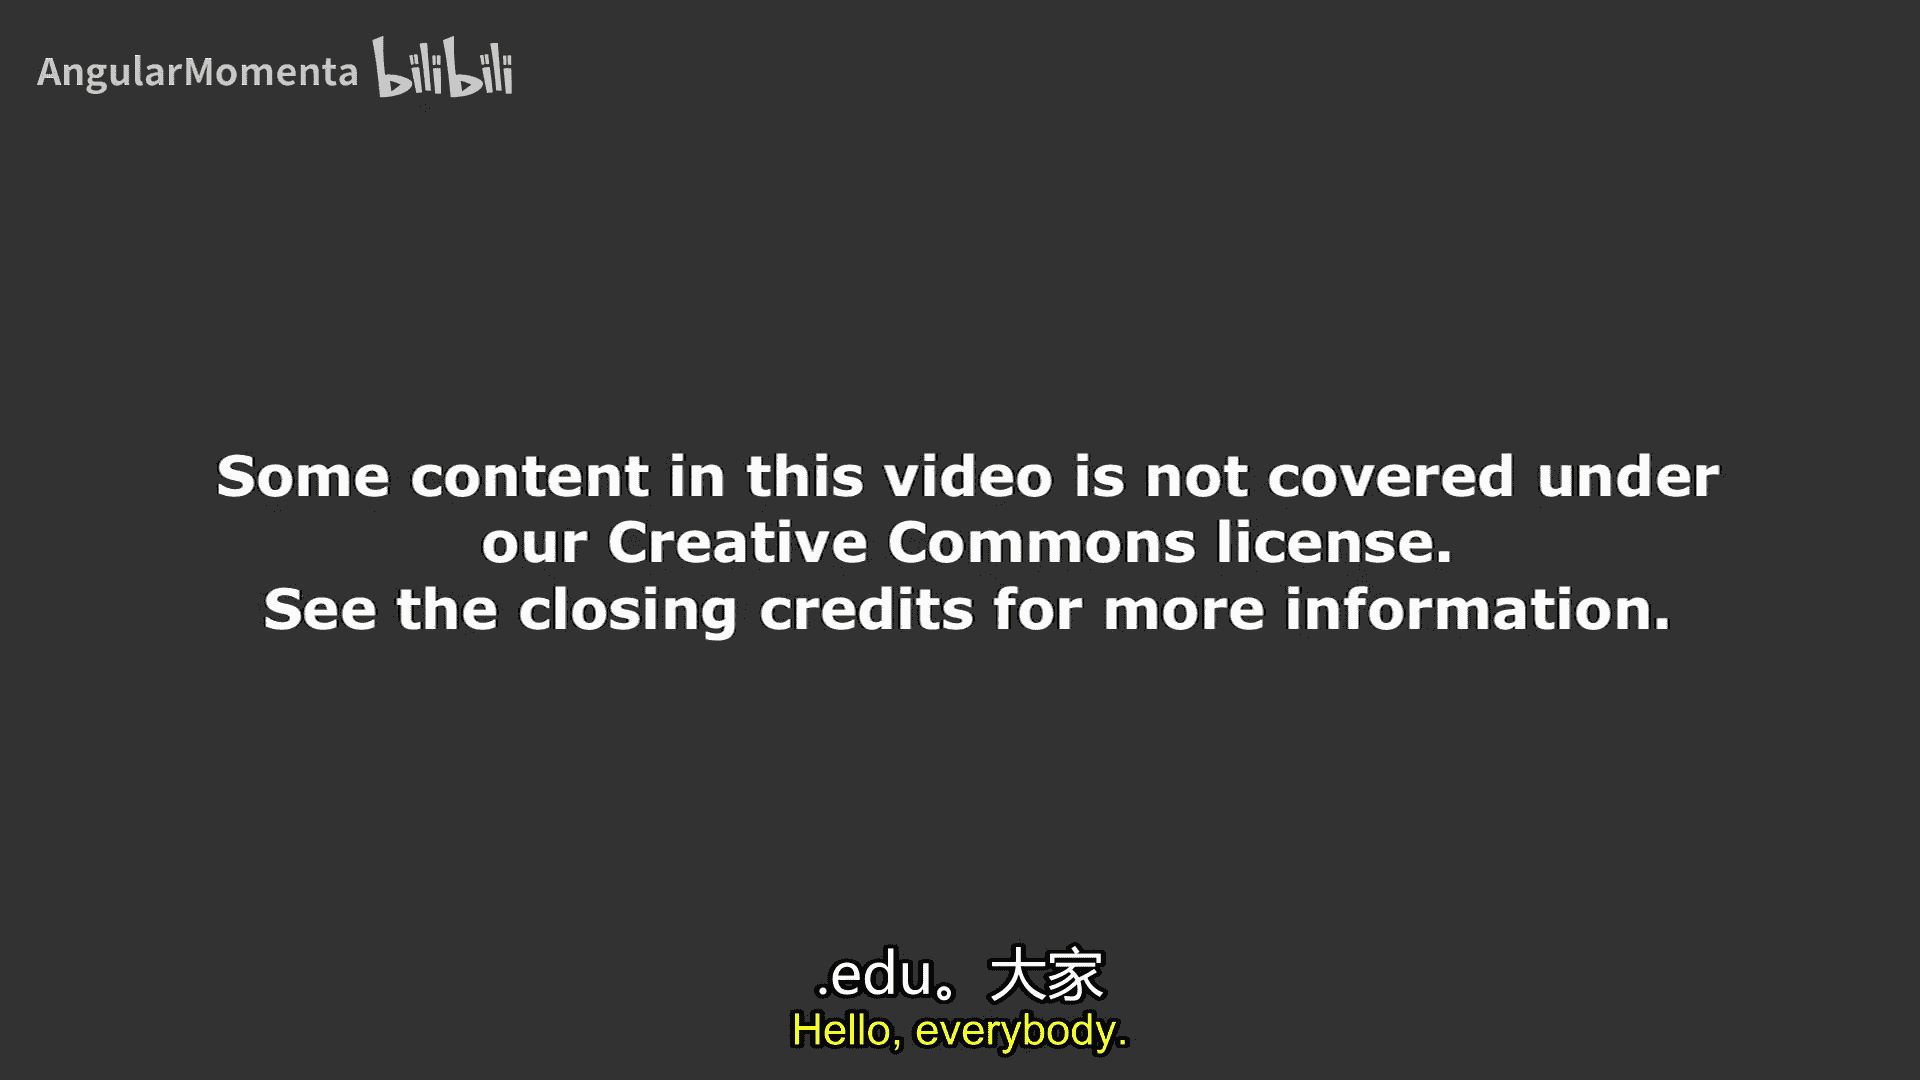 AngularMomenta bilibili
Some content in this video is not covered under
our Creative Commons license.
See the closing credits for more information.
.edu。大家
Hello, everybody.